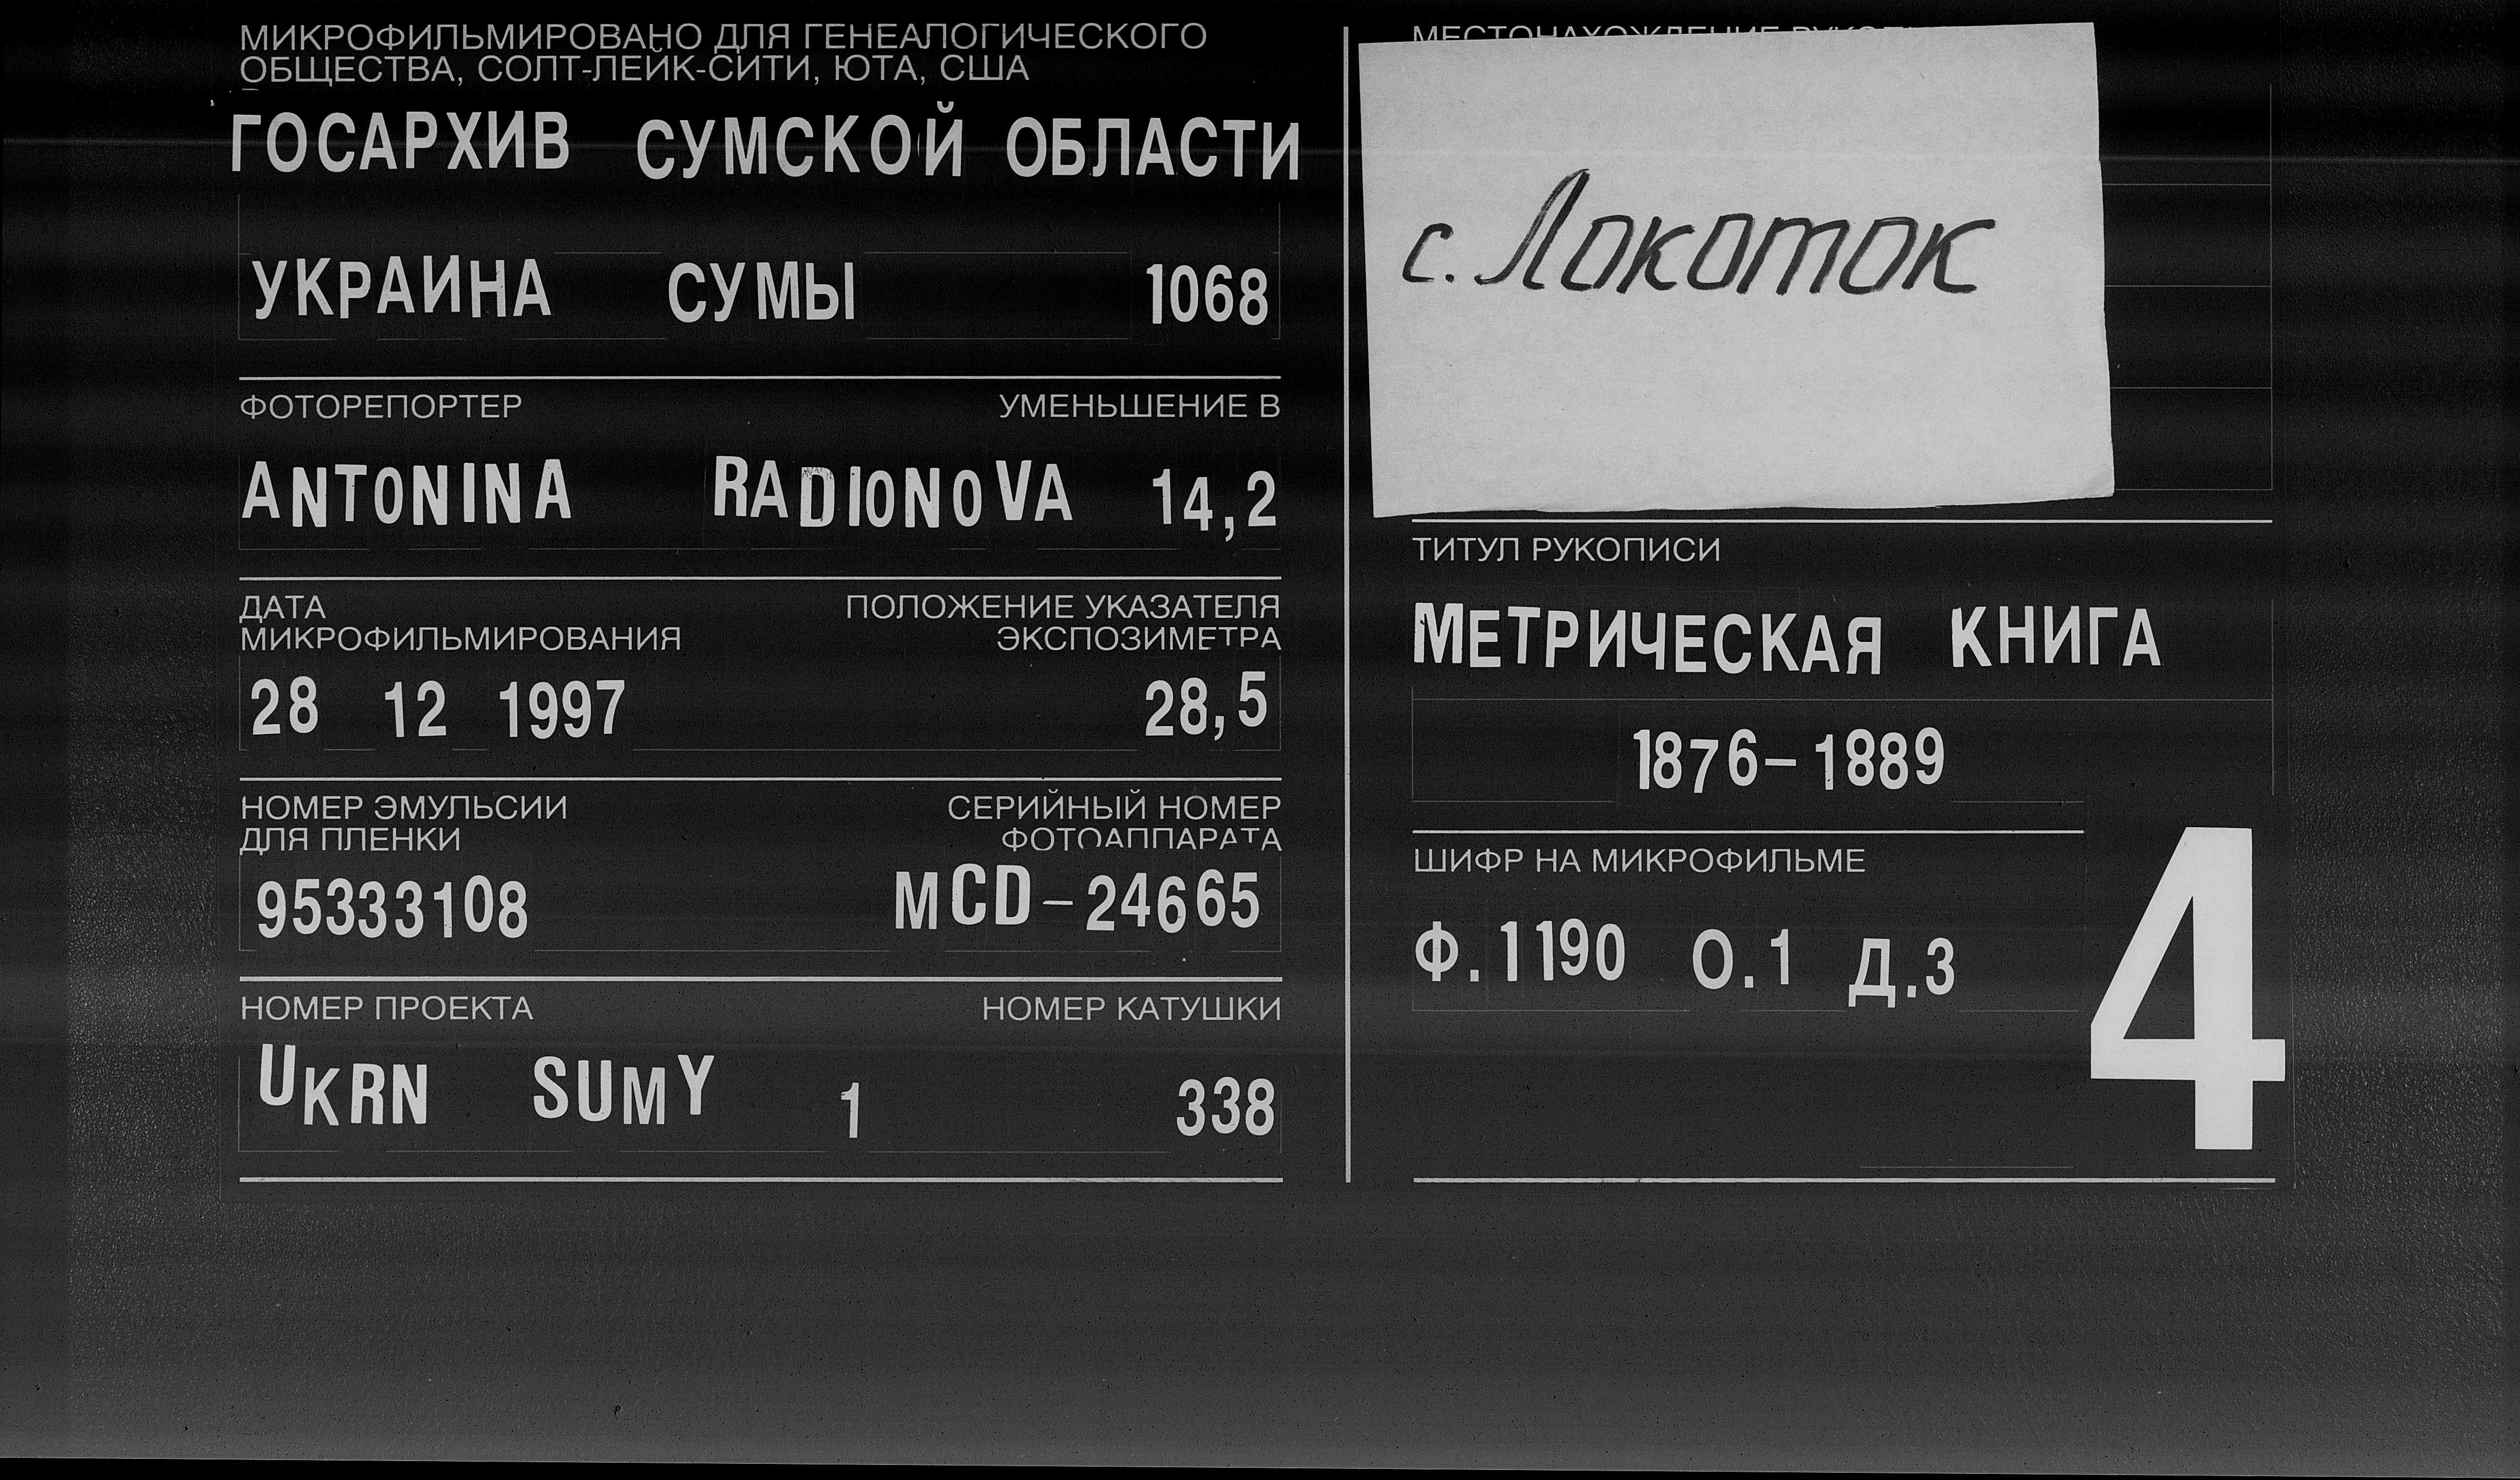 МИКРОФИЛЬМИРОВАНО ДЛЯ ГЕНЕАЛОГИЧЕСКОГО
ОБЩЕСТВА, СОЛТ-ЛЕЙК-СИТИ, ЮТА, США
ГОСАРХИВ СУМСКОЙ ОБЛАСТИ
УКРАИНА СУМЫ 1068
ФОТОРЕПОРТЕР УМЕНЬШЕНИЕ В
ANTONINA RADIONOVA 14,2
ДАТА ПОЛОЖЕНИЕ УКАЗАТЕЛЯ
МИКРОФИЛЬМИРОВАНИЯ ЭКСПОЗИМЕТРА
28 12 1997 28,5
НОМЕР ЭМУЛЬСИИ СЕРИЙНЫЙ НОМЕР
ДЛЯ ПЛЕНКИ ФОТОАППАРАТА
95333108 MCD-24665
НОМЕР ПРОЕКТА НОМЕР КАТУШКИ
UKRN SUMY 1 338
МЕСТОНАХОЖДЕНИЕ
с. Локоток
ТИТУЛ РУКОПИСИ
МЕТРИЧЕСКАЯ КНИГА
1876-1889
ШИФР НА МИКРОФИЛЬМЕ
Ф.1190 О.1 Д.3
4